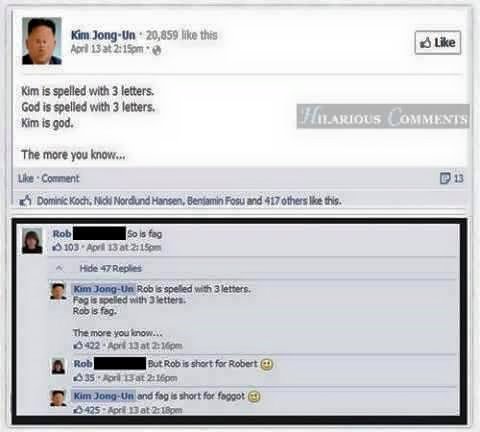 Kim Jong-Un · 20,859 like this
April 13 at 2:15pm ·
Like
Kim is spelled with 3 letters.
God is spelled with 3 letters.
Kim is god.
HILARIOUS COMMENTS
The more you know...
Like · Comment
13
Dominic Koch, Nicki Nordlund Hansen, Benjamin Fosu and 417 others like this.
Rob So is fag
103 · April 13 at 2:15pm
Hide 47 Replies
Kim Jong-Un Rob is spelled with 3 letters.
Fag is spelled with 3 letters.
Rob is fag.
The more you know...
422 · April 13 at 2:16pm
Rob But Rob is short for Robert
35 · April 13 at 2:16pm
Kim Jong-Un and fag is short for faggot
425 · April 13 at 2:18pm